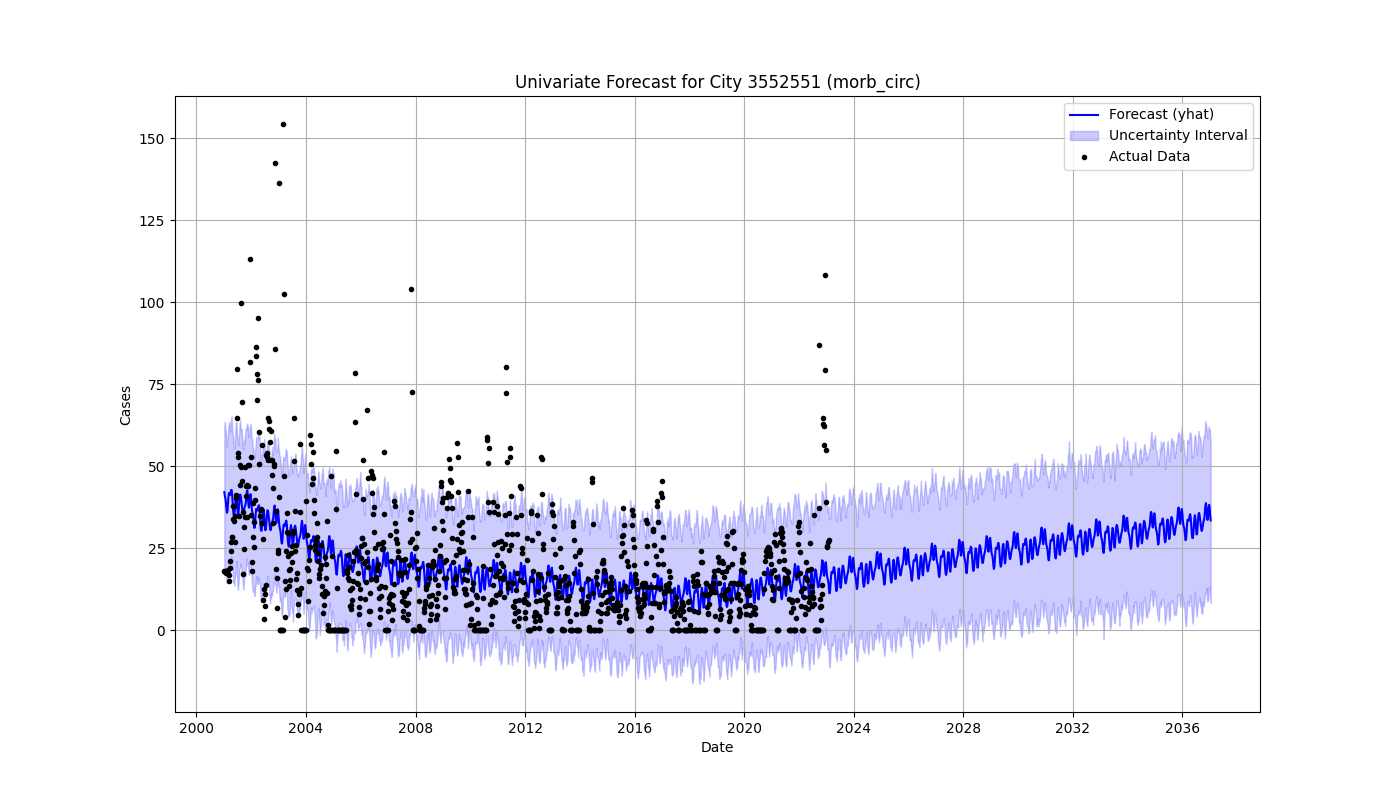 Univariate Forecast for City 3552551 (morb_circ)
Forecast (yhat)
Uncertainty Interval
Actual Data
Cases
150
125
100
75
50
25
0
2000 2004 2008 2012 2016 2020 2024 2028 2032 2036
Date